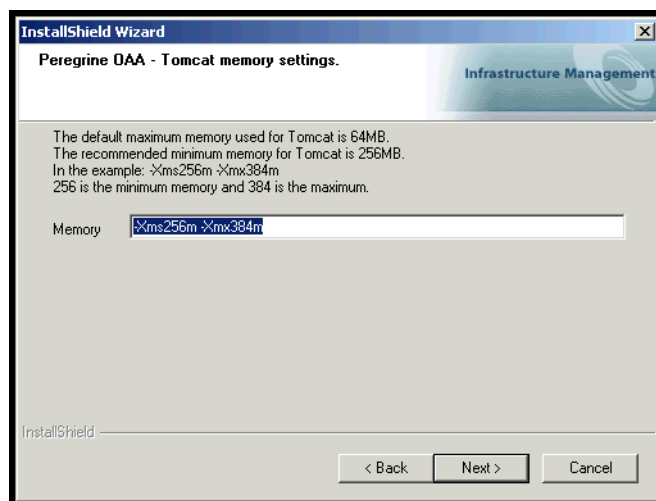 InstallShield Wizard
Peregrine OAA - Tomcat memory settings.
Infrastructure Management
The default maximum memory used for Tomcat is 64MB.
The recommended minimum memory for Tomcat is 256MB.
In the example: -Xms256m -Xmx384m
256 is the minimum memory and 384 is the maximum.
Memory -Xms256m -Xmx384m
InstallShield
< Back Next > Cancel